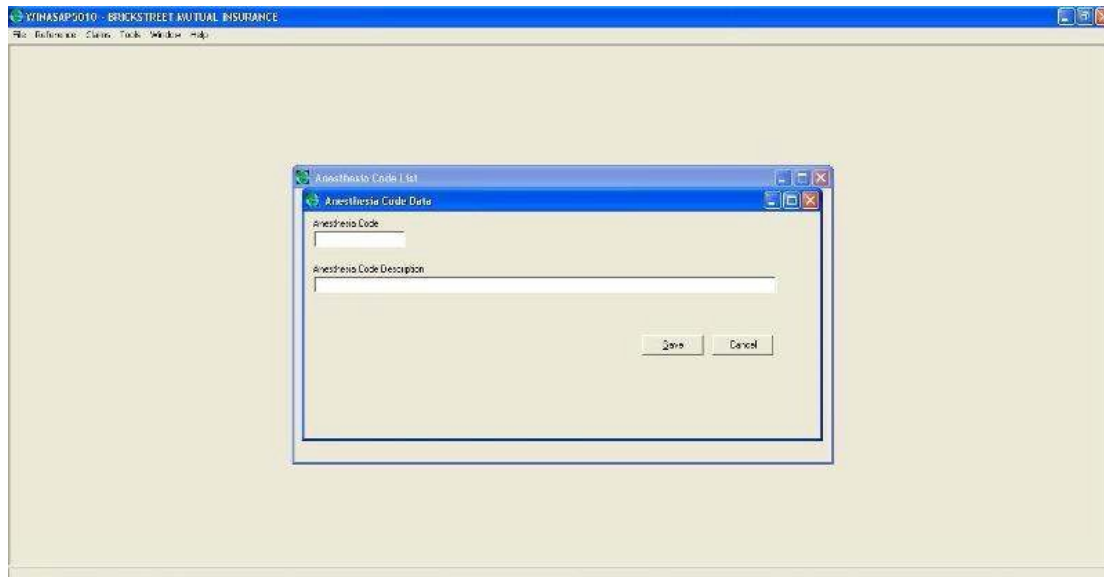 WINASAP5010 - BRICKSTREET MUTUAL INSURANCE
File Reference Claims Tools Window Help
Anesthesia Code List
Anesthesia Code Data
Anesthesia Code
Anesthesia Code Description
Save Cancel